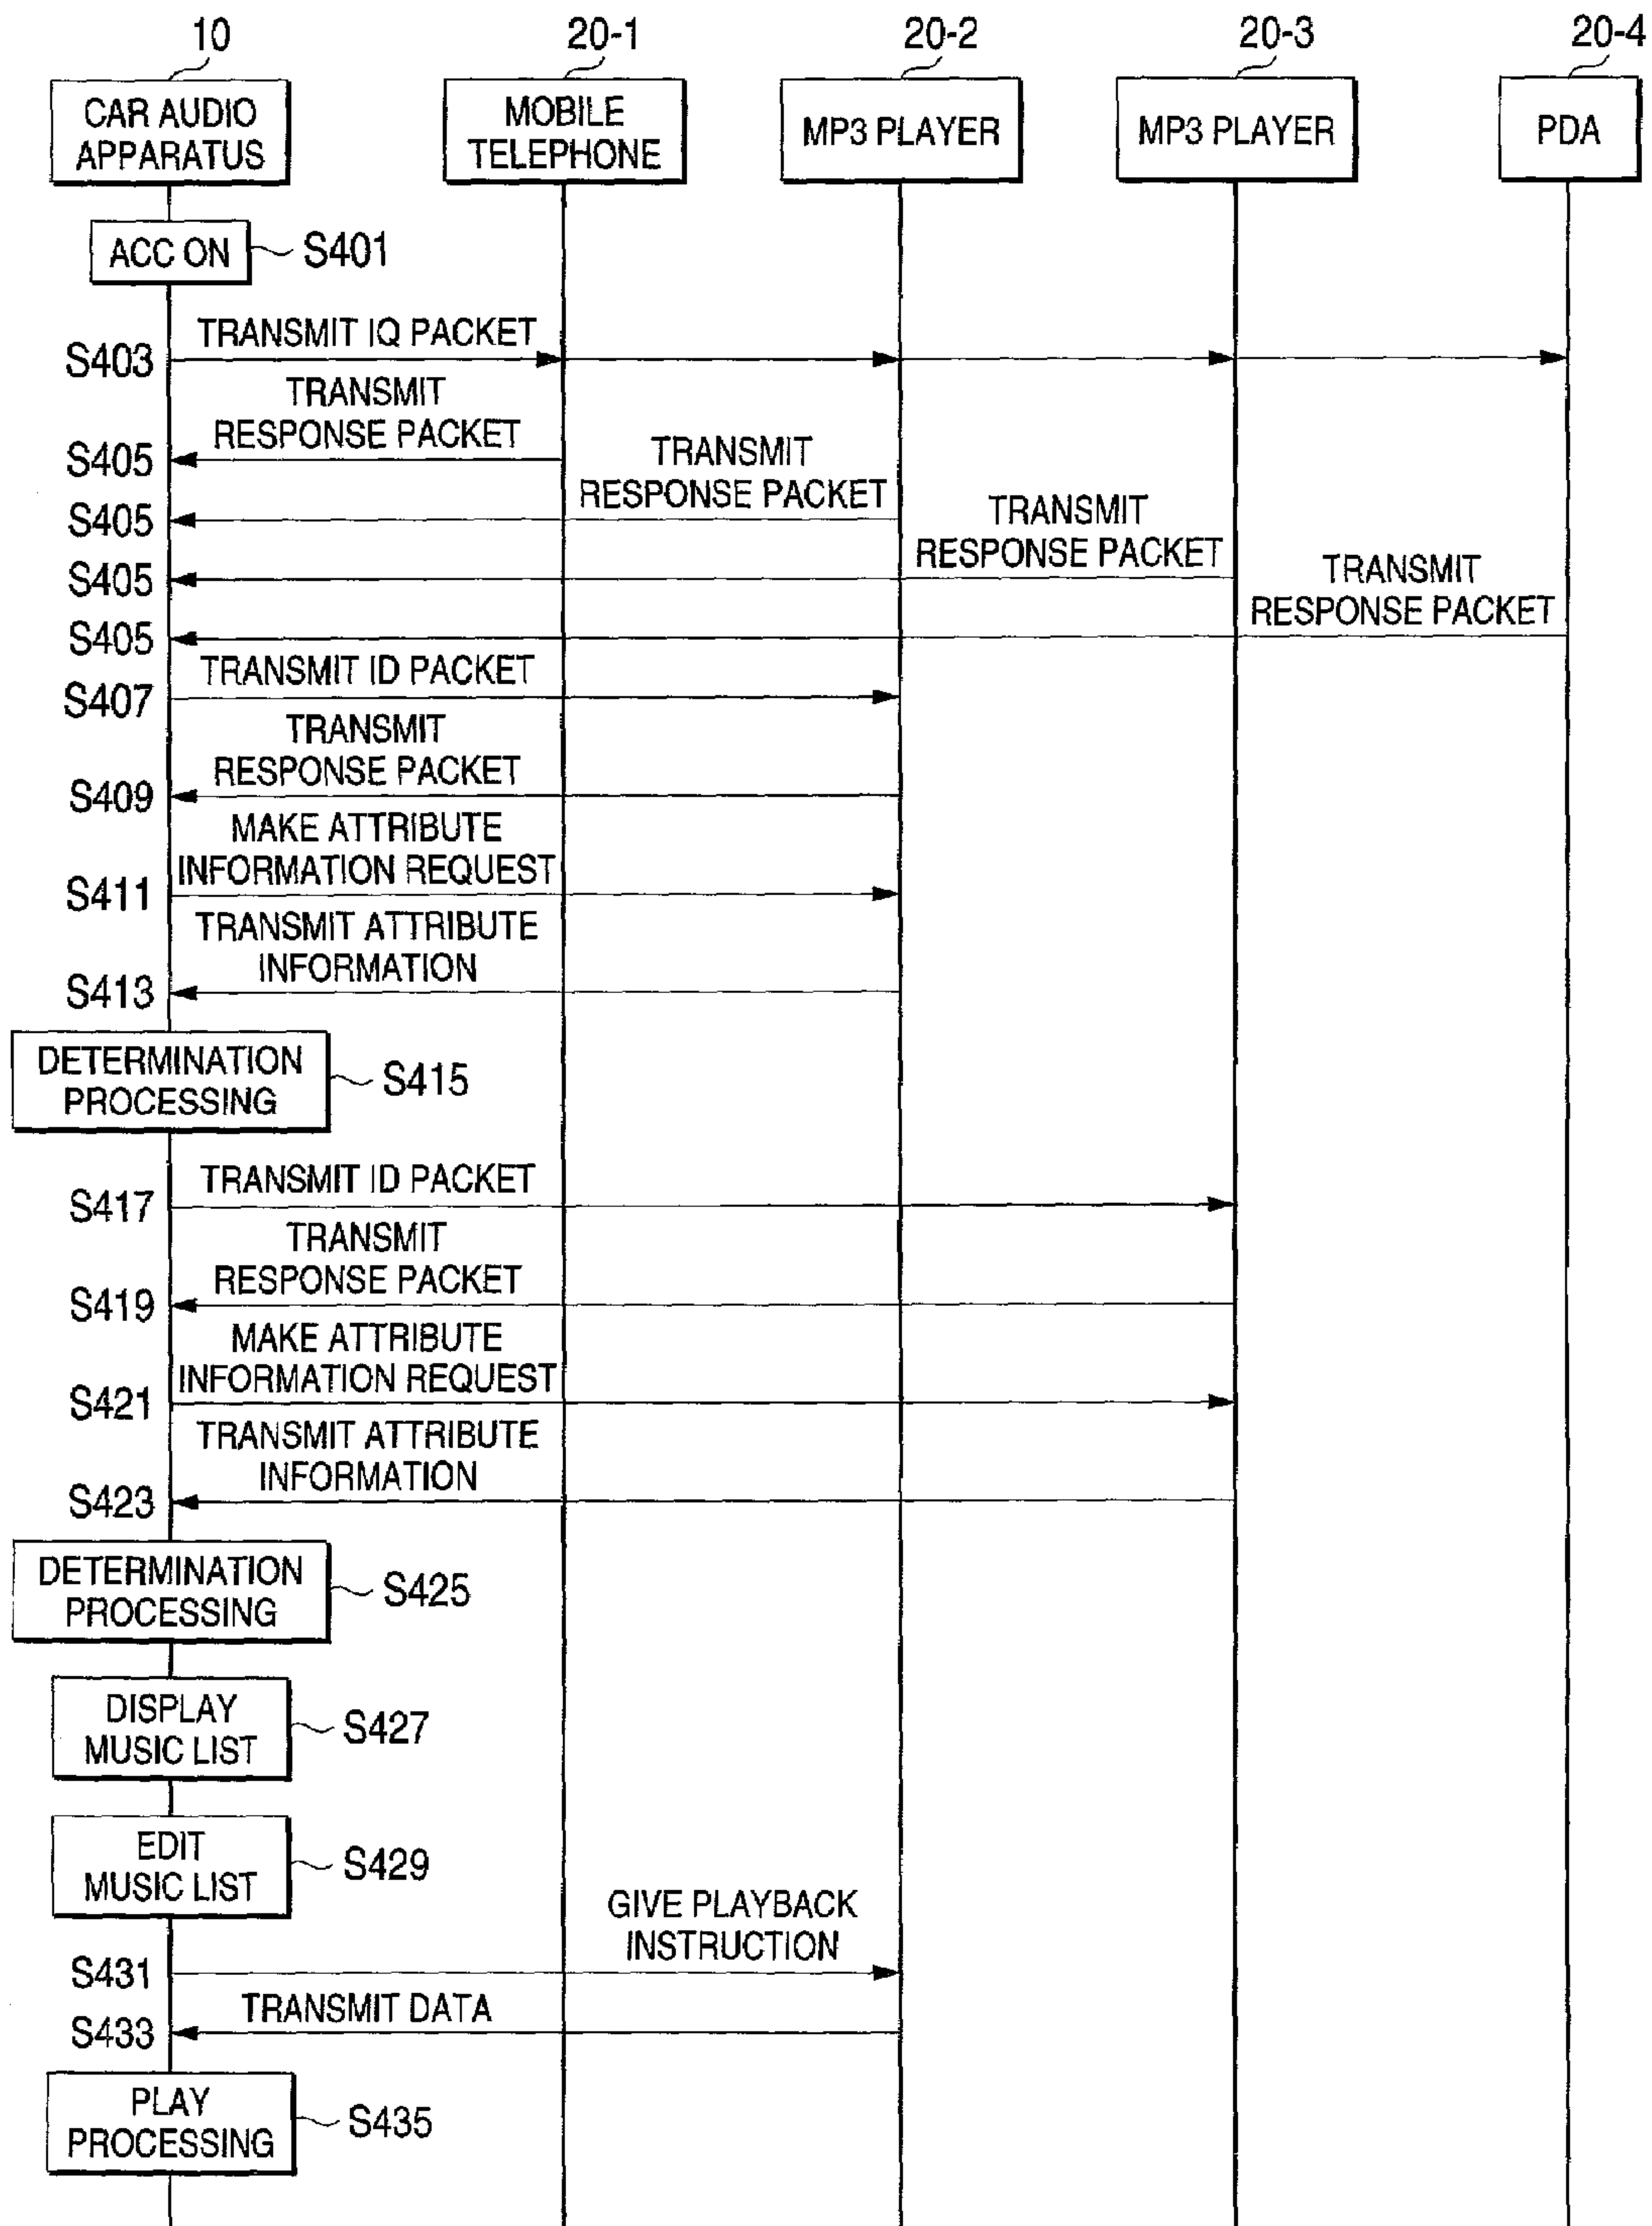 10
20-1
20-2
20-3
20-4
CAR AUDIO
APPARATUS
MOBILE
TELEPHONE
MP3 PLAYER
MP3 PLAYER
PDA
ACC ON
S401
TRANSMIT IQ PACKET
S403
TRANSMIT
RESPONSE PACKET
S405
TRANSMIT
RESPONSE PACKET
S405
TRANSMIT
RESPONSE PACKET
S405
TRANSMIT
RESPONSE PACKET
S405
TRANSMIT ID PACKET
S407
TRANSMIT
RESPONSE PACKET
S409
MAKE ATTRIBUTE
INFORMATION REQUEST
S411
TRANSMIT ATTRIBUTE
INFORMATION
S413
DETERMINATION
PROCESSING
S415
TRANSMIT ID PACKET
S417
TRANSMIT
RESPONSE PACKET
S419
MAKE ATTRIBUTE
INFORMATION REQUEST
S421
TRANSMIT ATTRIBUTE
INFORMATION
S423
DETERMINATION
PROCESSING
S425
DISPLAY
MUSIC LIST
S427
EDIT
MUSIC LIST
S429
GIVE PLAYBACK
INSTRUCTION
S431
TRANSMIT DATA
S433
PLAY
PROCESSING
S435